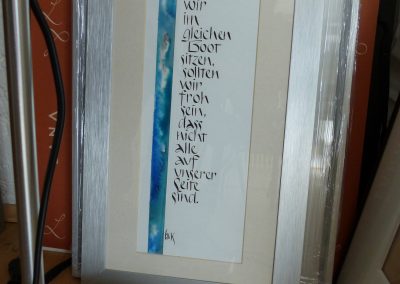 wir
im
gleichen
Boot
sitzen,
sollten
wir
froh
sein,
dass
nicht
alle
auf
unserer
Seite
sind.